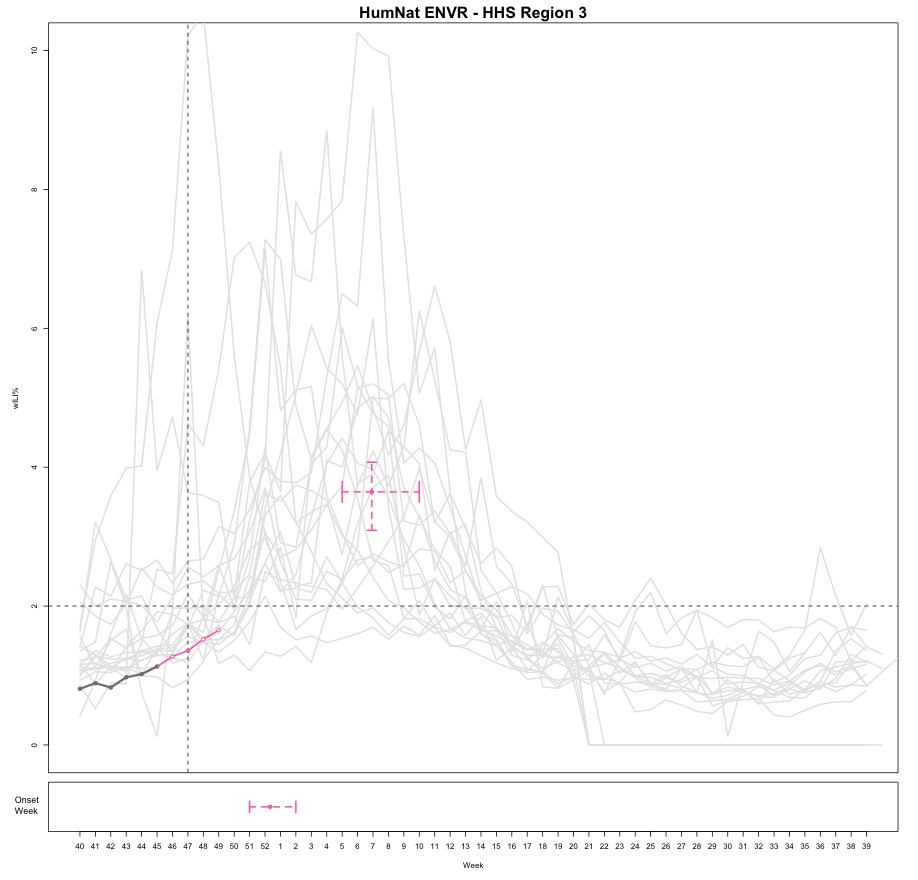 HumNat ENVR - HHS Region 3
10
8
6
4
2
0
wILI%
Onset
Week
40 41 42 43 44 45 46 47 48 49 50 51 52 1 2 3 4 5 6 7 8 9 10 11 12 13 14 15 16 17 18 19 20 21 22 23 24 25 26 27 28 29 30 31 32 33 34 35 36 37 38 39
Week